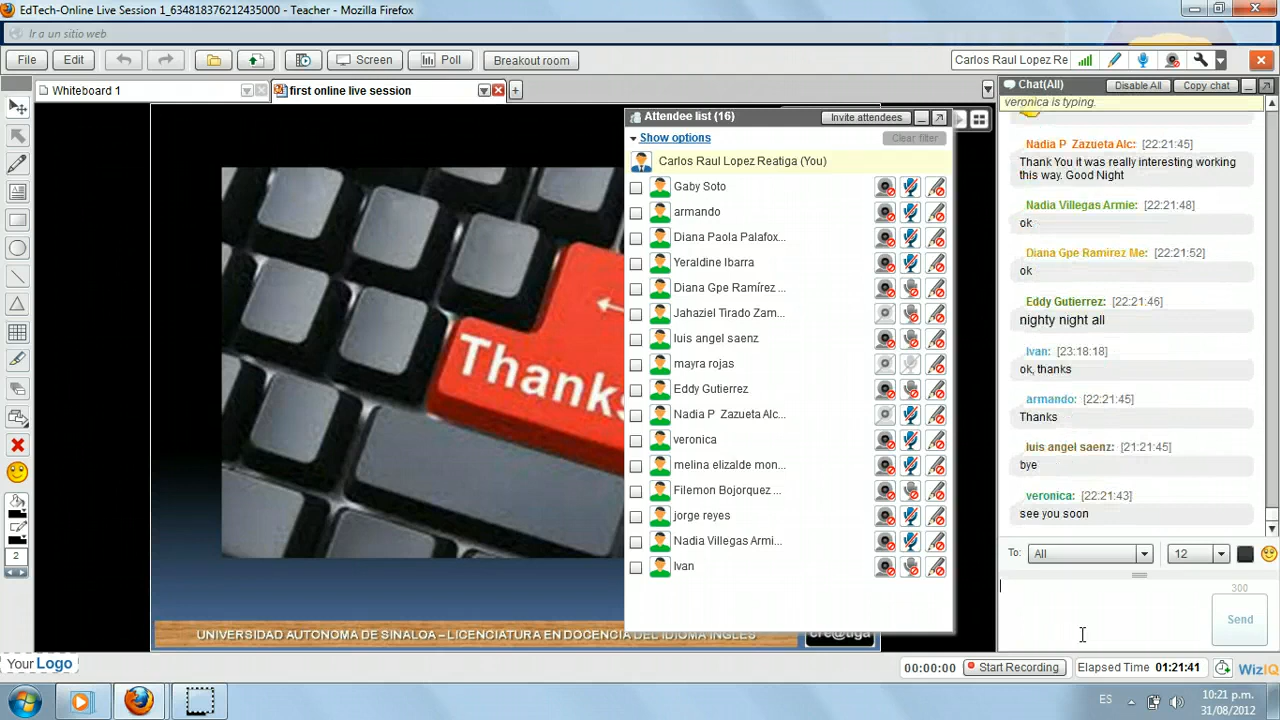 EdTech-Online Live Session 1_634818376212435000 - Teacher - Mozilla Firefox
Ir a un sitio web
File
Edit
Screen
Poll
Breakout room
Carlos Raul Lopez Re
Whiteboard 1
first online live session
Attendee list (16)
Invite attendees
Show options
Clear filter
Carlos Raul Lopez Reatiga (You)
Gaby Soto
armando
Diana Paola Palafox...
Yeraldine Ibarra
Diana Gpe Ramírez ...
Jahaziel Tirado Zam...
luis angel saenz
mayra rojas
Eddy Gutierrez
Nadia P Zazueta Alc...
veronica
melina elizalde mon...
Filemon Bojorquez ...
jorge reyes
Nadia Villegas Armi...
Ivan
Thanks
UNIVERSIDAD AUTONOMA DE SINALOA – LICENCIATURA EN DOCENCIA DEL IDIOMA INGLES
cre@tiga
2
Your Logo
Chat(All)
Disable All
Copy chat
veronica is typing.
Nadia P Zazueta Alc: [22:21:45]
Thank You it was really interesting working
this way. Good Night
Nadia Villegas Armie: [22:21:48]
ok
Diana Gpe Ramirez Me: [22:21:52]
ok
Eddy Gutierrez: [22:21:46]
nighty night all
Ivan: [23:18:18]
ok, thanks
armando: [22:21:45]
Thanks
luis angel saenz: [21:21:45]
bye
veronica: [22:21:43]
see you soon
To: All
12
300
Send
00:00:00
Start Recording
Elapsed Time 01:21:41
WizIQ
ES
10:21 p.m.
31/08/2012